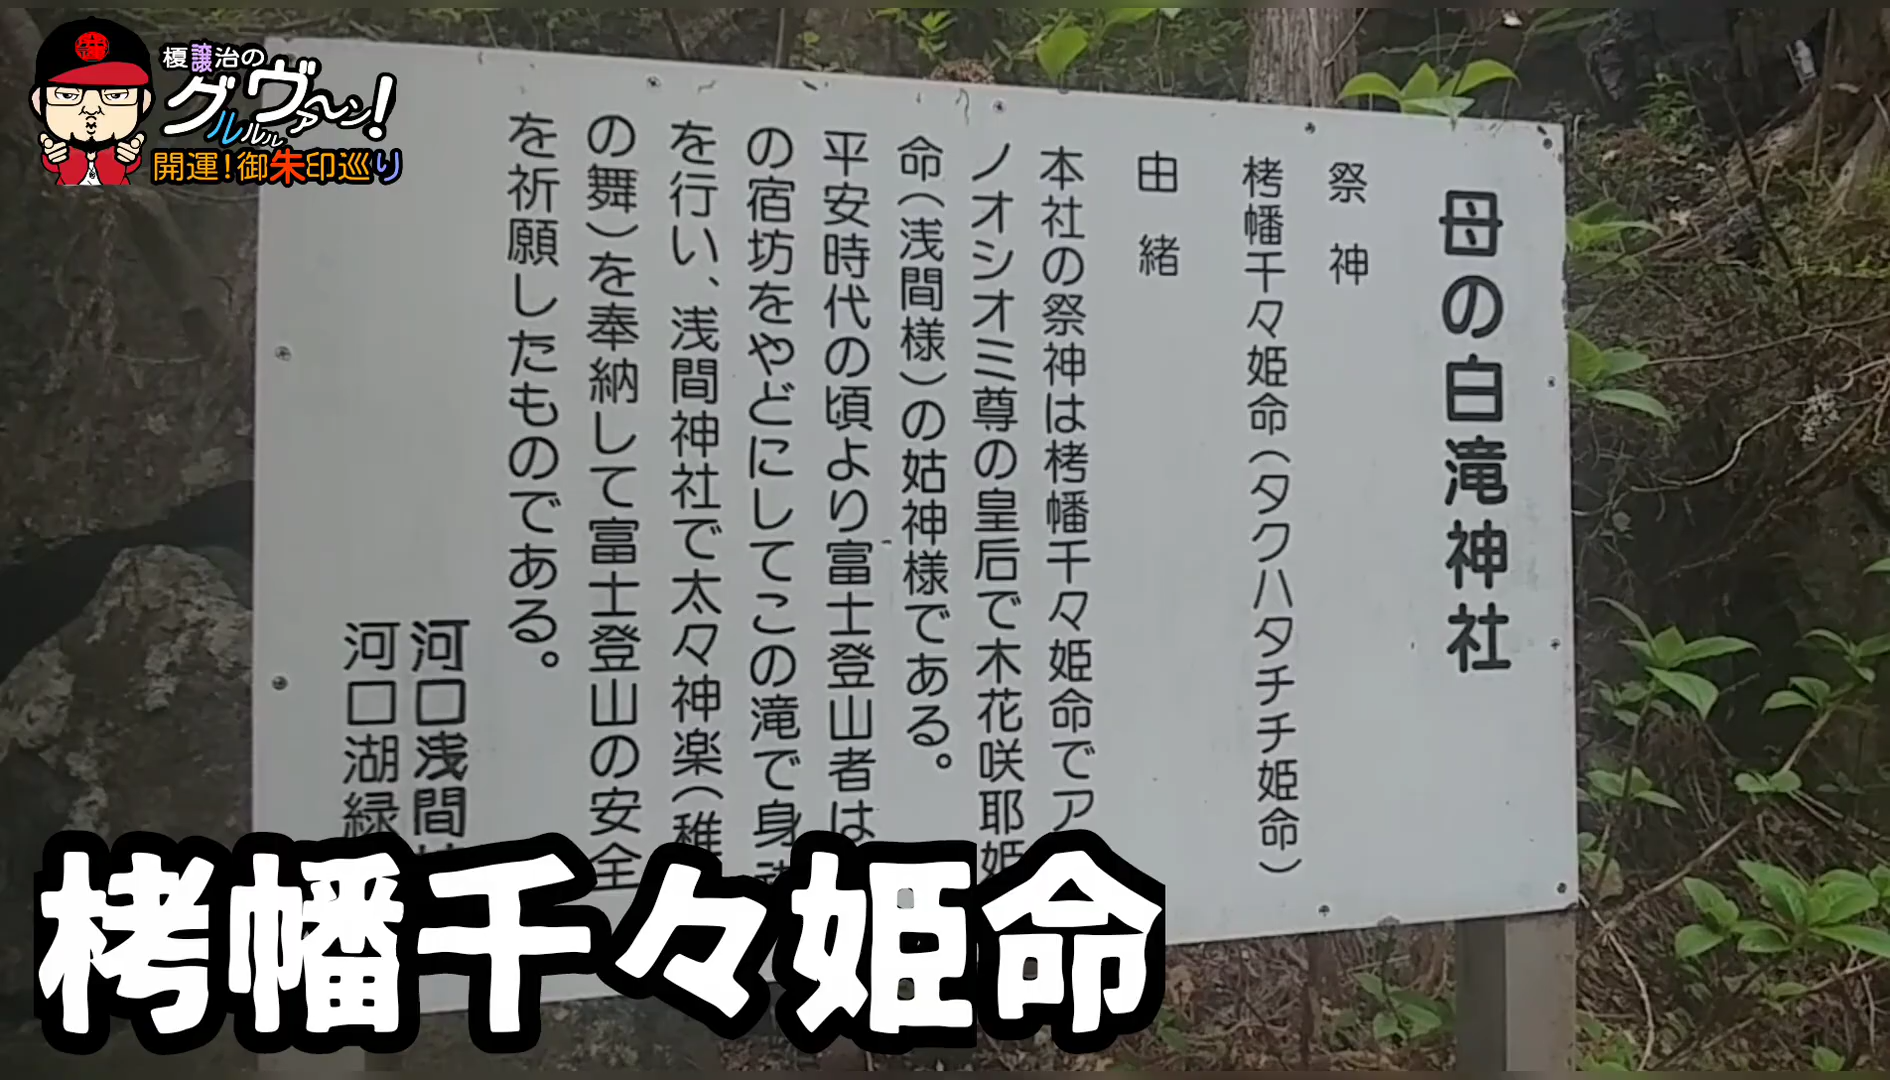 榎譲治の
グルルルヴァ〜ン!
開運!御朱印巡り
母の白滝神社
祭神
栲幡千々姫命(タクハタチヂ姫命)
由緒
本社の祭神は栲幡千々姫命でア
ノオシオミ尊の皇后で木花咲耶姫
命(浅間様)の姑神様である。
平安時代の頃より富士登山者は
の宿坊をやどにしてこの滝で身
を行い、浅間神社で太々神楽(稚
の舞)を奉納して富士登山の安全
を祈願したものである。
河口浅間
河口湖緑
栲幡千々姫命